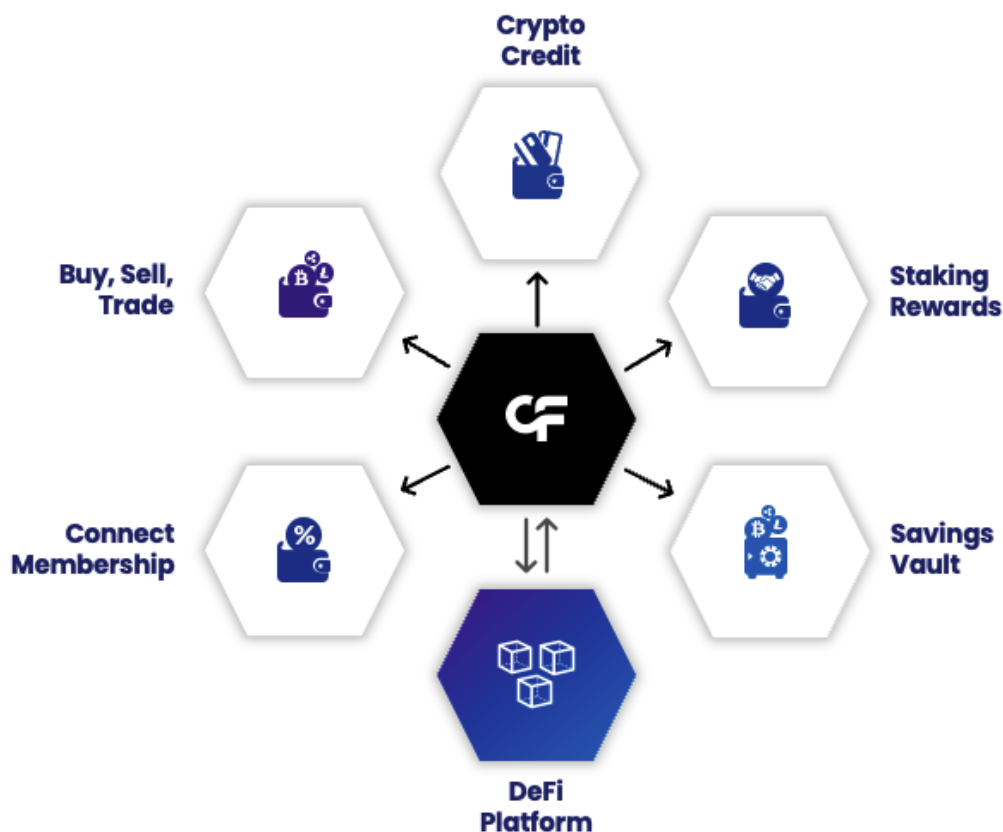 Crypto
Credit
Buy, Sell,
Trade
Staking
Rewards
CF
Connect
Membership
Savings
Vault
%
DeFi
Platform